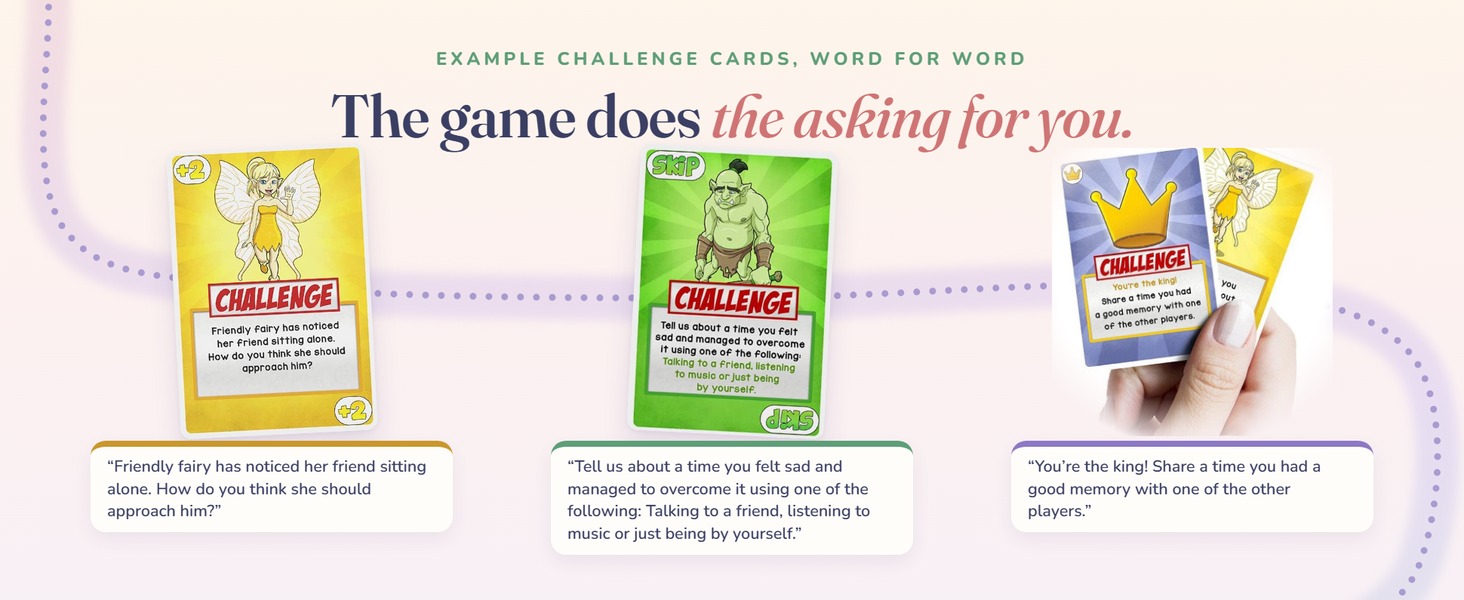 EXAMPLE CHALLENGE CARDS, WORD FOR WORD
The game does the asking for you.
+2
CHALLENGE
Friendly fairy has noticed
her friend sitting alone.
How do you think she should
approach him?
+2
SKIP
CHALLENGE
Tell us about a time you felt
sad and managed to overcome
it using one of the following:
Talking to a friend, listening
to music or just being
by yourself.
SKIP
CHALLENGE
You're the king!
Share a time you had
a good memory with one
of the other players.
you
out
“Friendly fairy has noticed her friend sitting
alone. How do you think she should
approach him?”
“Tell us about a time you felt sad and
managed to overcome it using one of the
following: Talking to a friend, listening to
music or just being by yourself.”
“You’re the king! Share a time you had a
good memory with one of the other
players.”